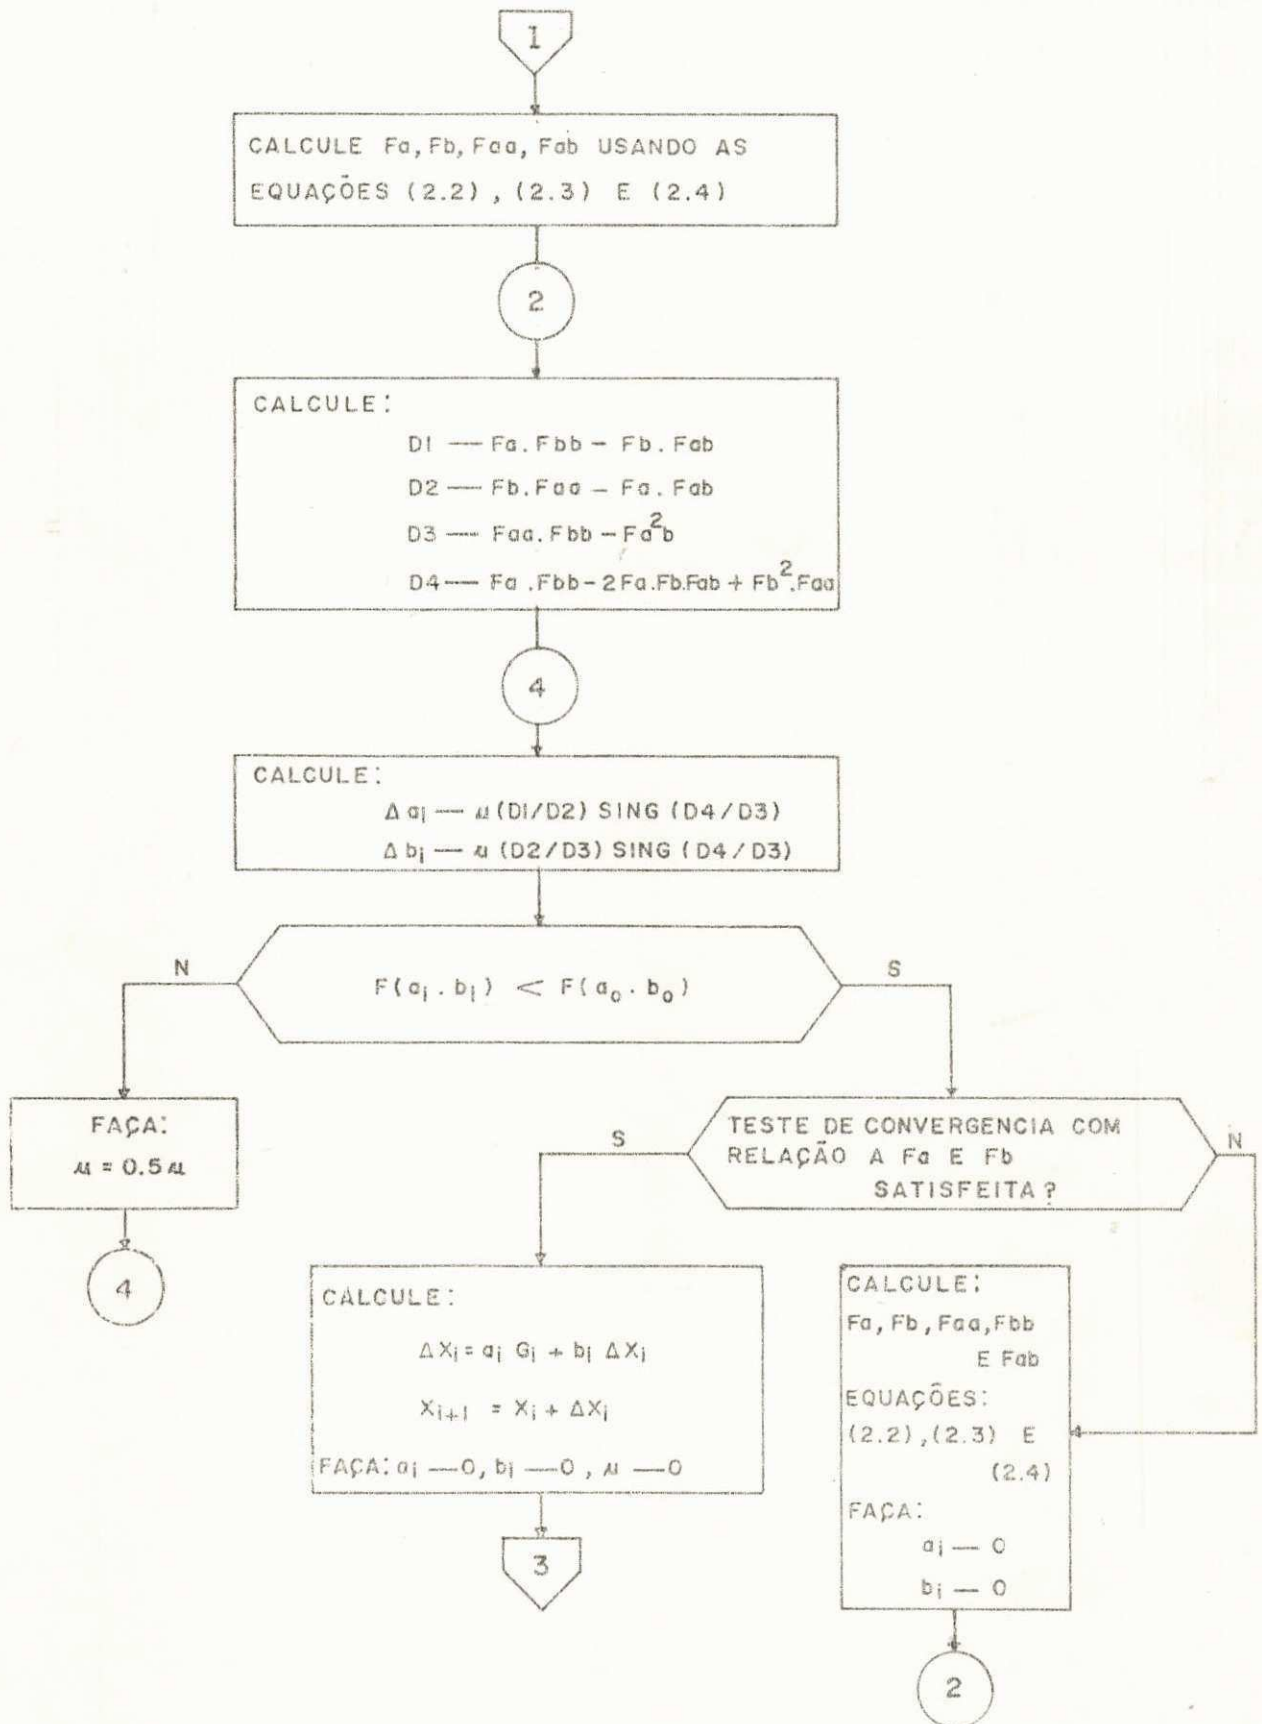 1
CALCULE Fa, Fb, Faa, Fab USANDO AS
EQUAÇÕES (2.2), (2.3) E (2.4)
2
CALCULE:
D1 — Fa.Fbb - Fb.Fab
D2 — Fb.Faa - Fa.Fab
D3 — Faa.Fbb - Fa²b
D4 — Fa.Fbb - 2Fa.Fb.Fab + Fb².Faa
4
CALCULE:
Δai — μ(D1/D2) SING (D4/D3)
Δbi — μ(D2/D3) SING (D4/D3)
F(ai.bi) < F(ao.bo)
N
S
FAÇA:
μ = 0.5μ
4
TESTE DE CONVERGENCIA COM
RELAÇÃO A Fa E Fb
SATISFEITA?
S
N
CALCULE:
ΔXi = ai Gi + bi ΔXi
Xi+1 = Xi + ΔXi
FAÇA: ai — 0, bi — 0, μ — 0
3
CALCULE:
Fa, Fb, Faa, Fbb
E Fab
EQUAÇÕES:
(2.2), (2.3) E
(2.4)
FAÇA:
ai — 0
bi — 0
2